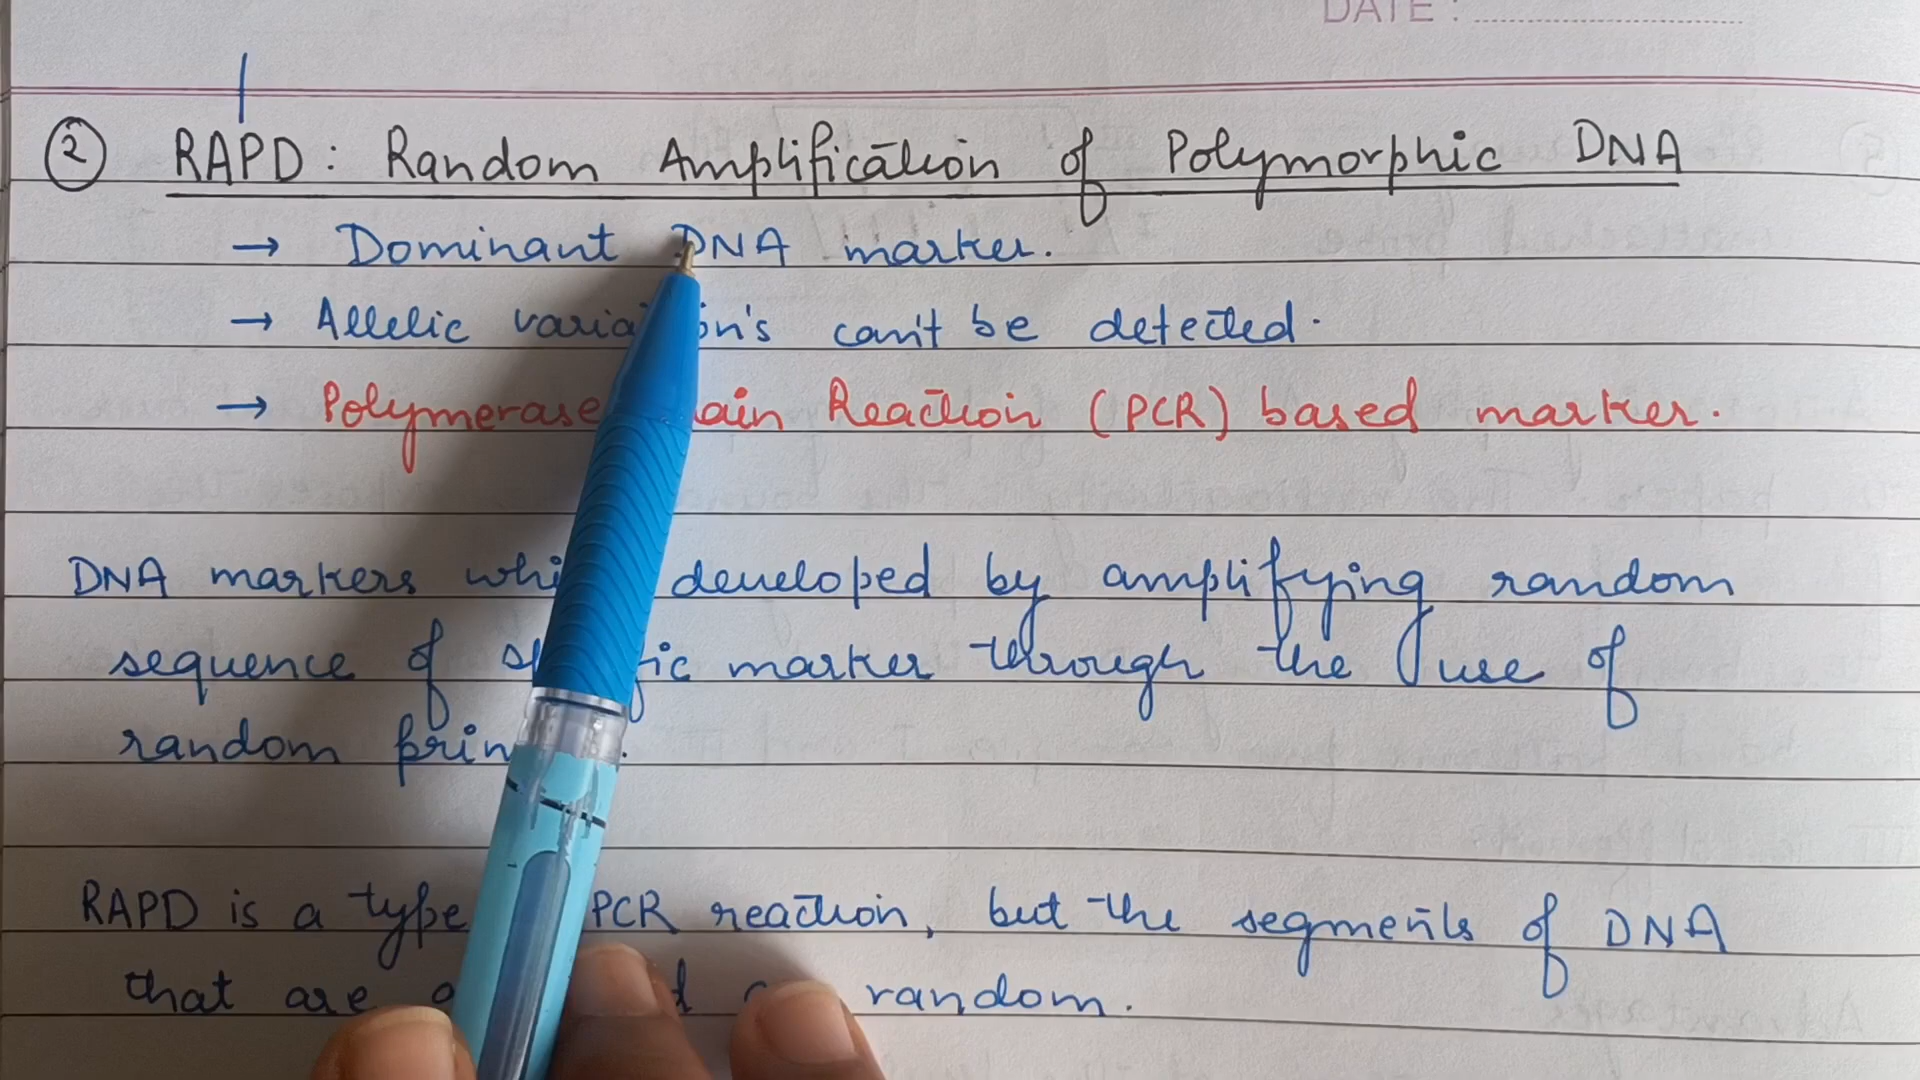 DATE :
2 RAPD : Random Amplification of Polymorphic DNA
→ Dominant DNA marker.
→ Allelic variation's can't be detected.
→ Polymerase Reaction (PCR) based marker.
DNA markers developed by amplifying random
sequence of marker through the use of
random
RAPD is a type PCR reaction, but the segments of DNA
that are random.